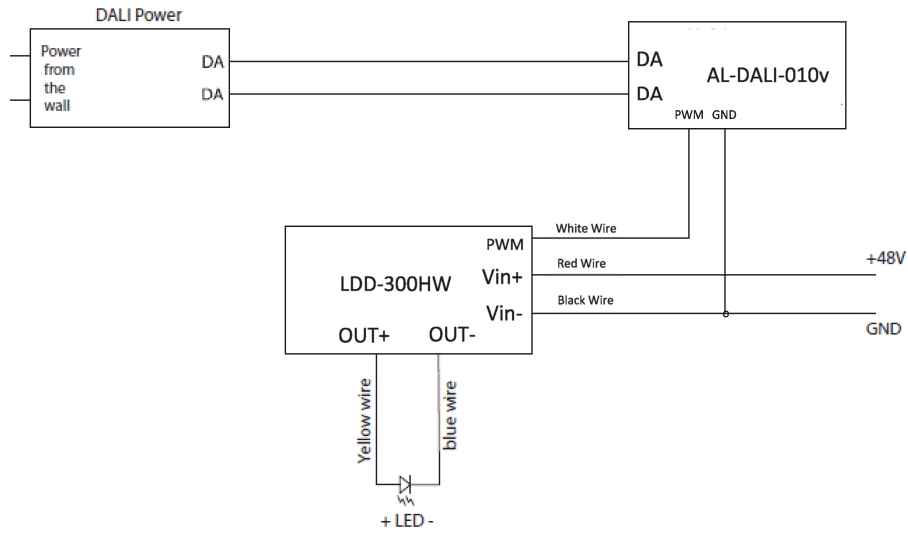 DALI Power
Power
from
the
wall
DA
DA
DA
DA
AL-DALI-010v
PWM GND
White Wire
PWM
Red Wire
+48V
Vin+
LDD-300HW
Black Wire
Vin-
GND
OUT+ OUT-
Yellow wire
blue wire
+ LED -